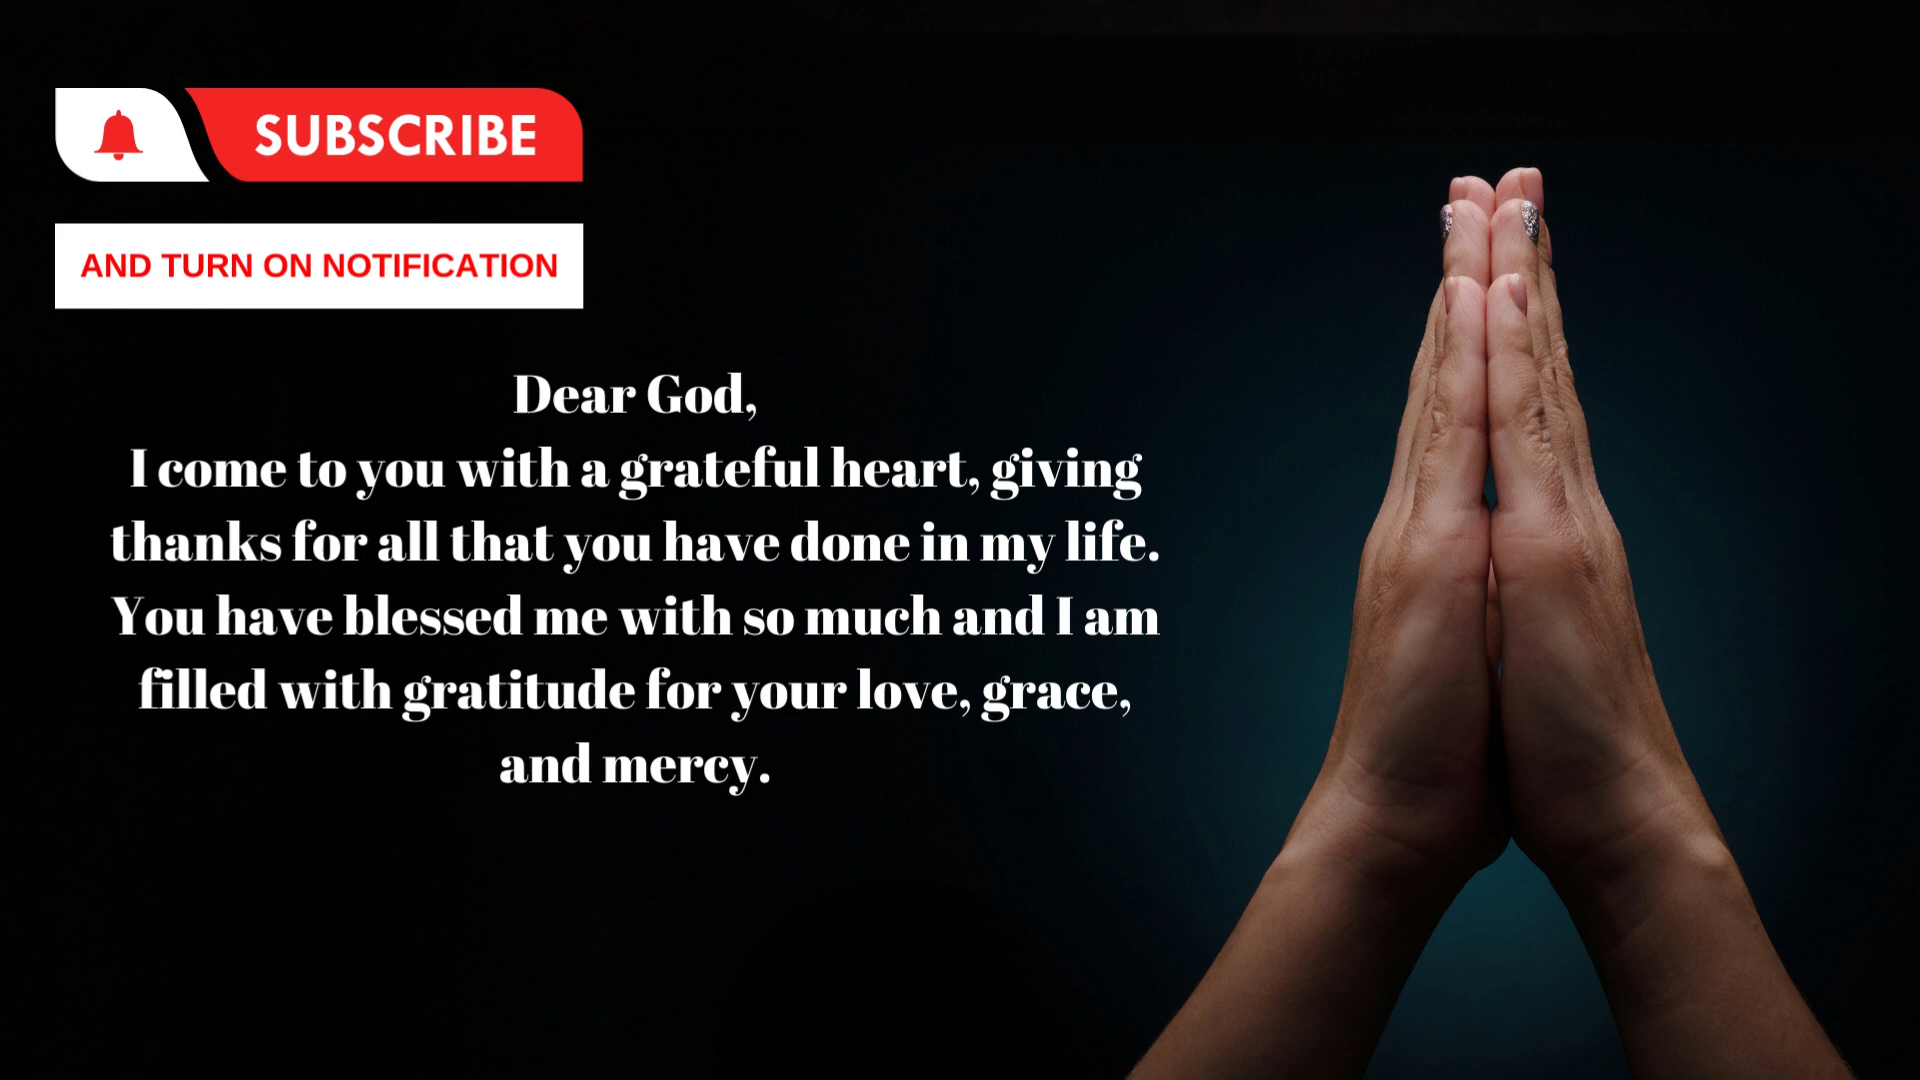 SUBSCRIBE
AND TURN ON NOTIFICATION
Dear God,
I come to you with a grateful heart, giving
thanks for all that you have done in my life.
You have blessed me with so much and I am
filled with gratitude for your love, grace,
and mercy.